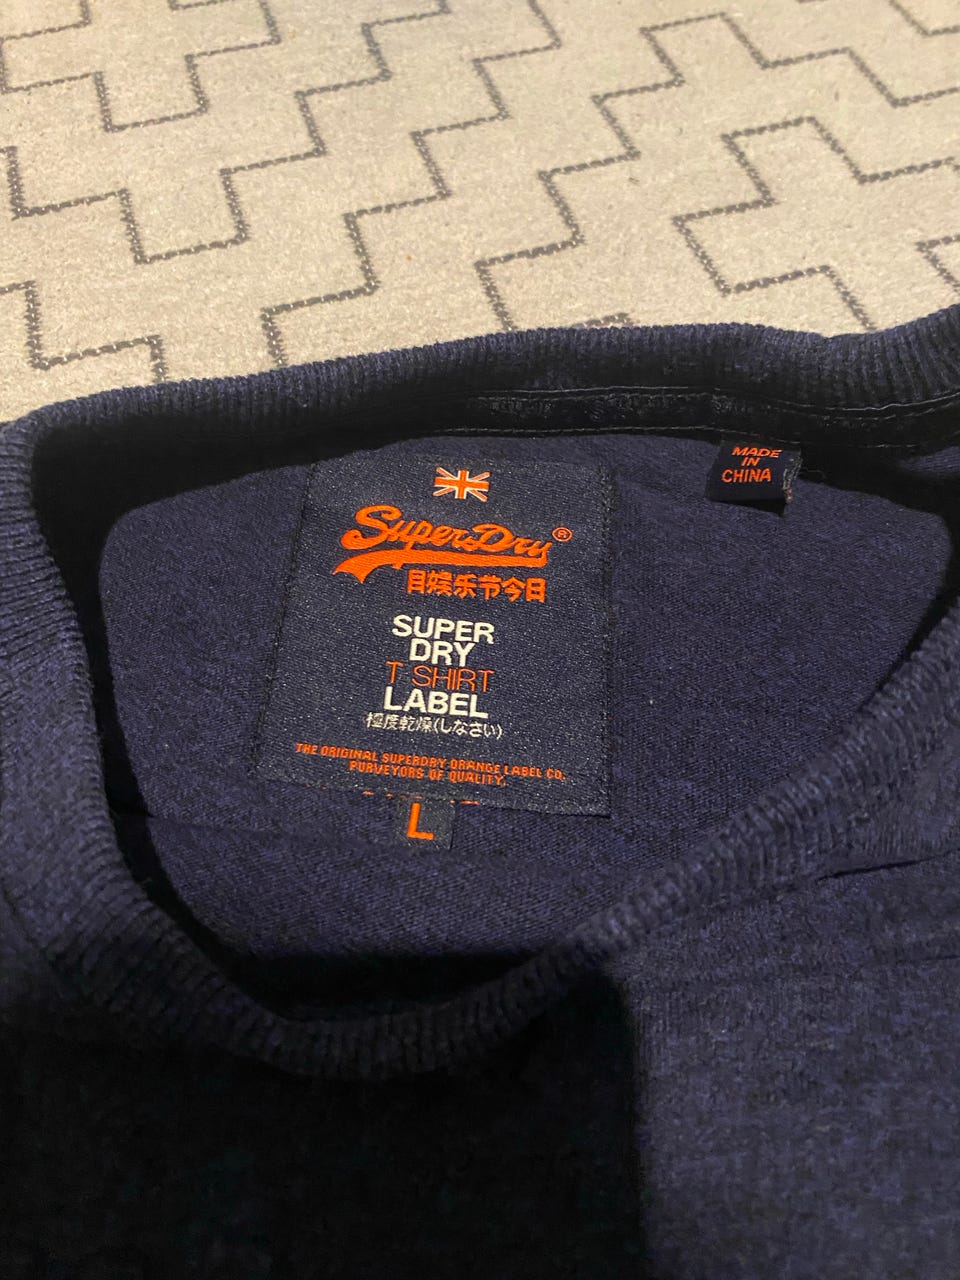 SuperDry®
目娱乐节今日
SUPER
DRY
T SHIRT
LABEL
極度乾燥(しなさい)
THE ORIGINAL SUPERDRY ORANGE LABEL CO.
PURVEYORS OF QUALITY.
L
MADE
IN
CHINA